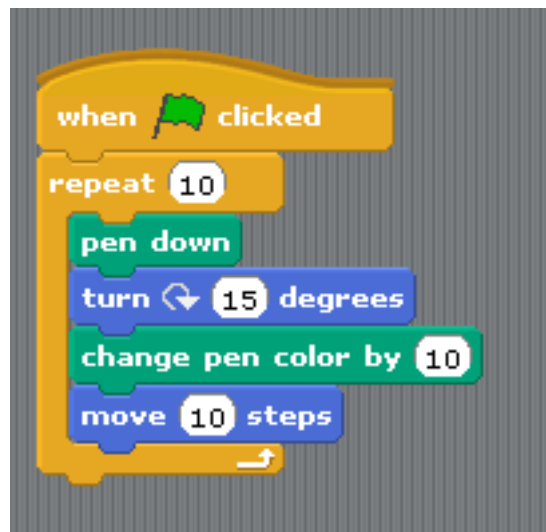 when clicked
repeat 10
pen down
turn 15 degrees
change pen color by 10
move 10 steps